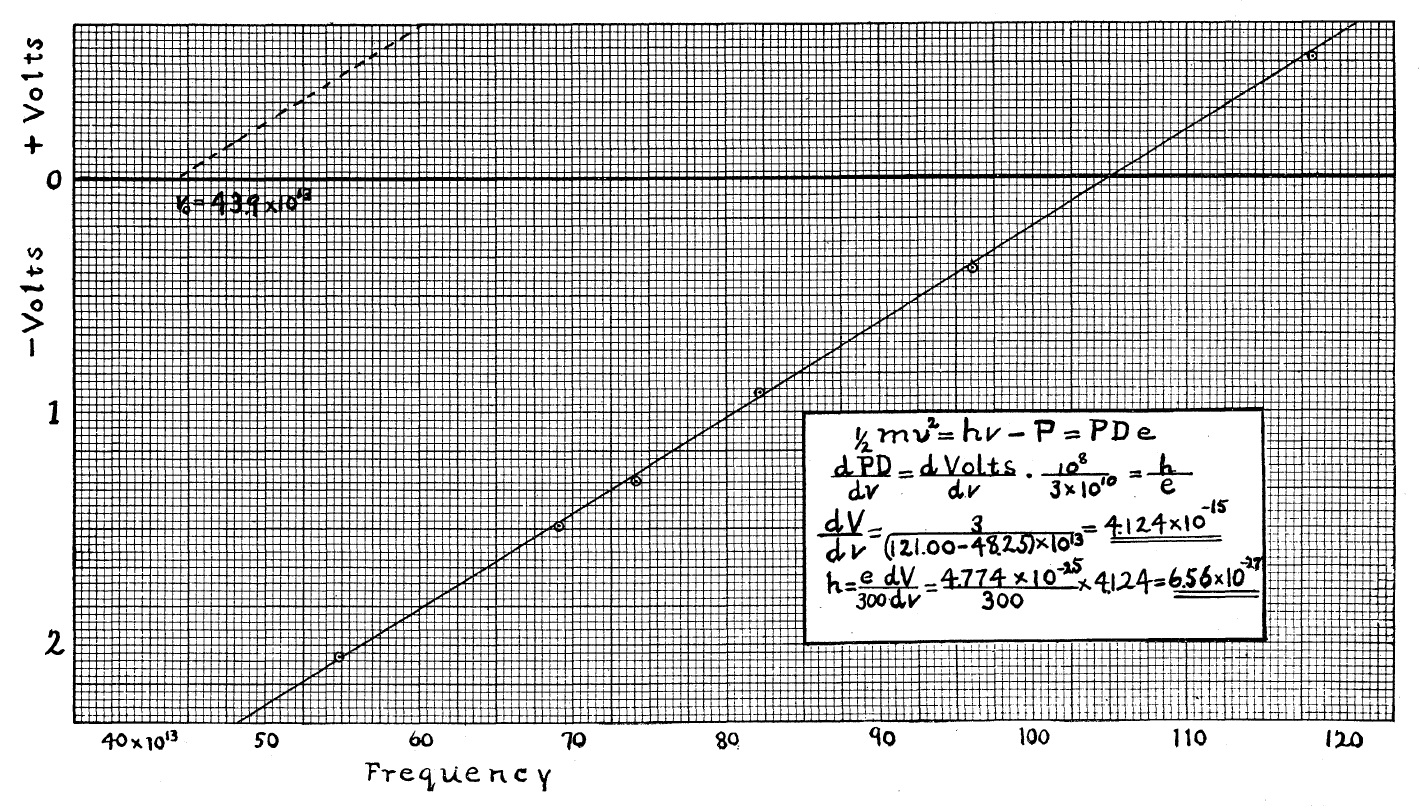 + Volts
0
ν₀=43.9×10¹³
−Volts
1
2
½mv²=hν−P=PDe
dPD/dν=dVolts/dν·10⁸/3×10¹⁰=h/e
dV/dν=3/(121.00−48.25)×10¹³=4.124×10⁻¹⁵
h=e/300 dV/dν=4.774×10⁻²⁵/300×4.124=6.56×10⁻²⁷
40×10¹³ 50 60 70 80 90 100 110 120
Frequency